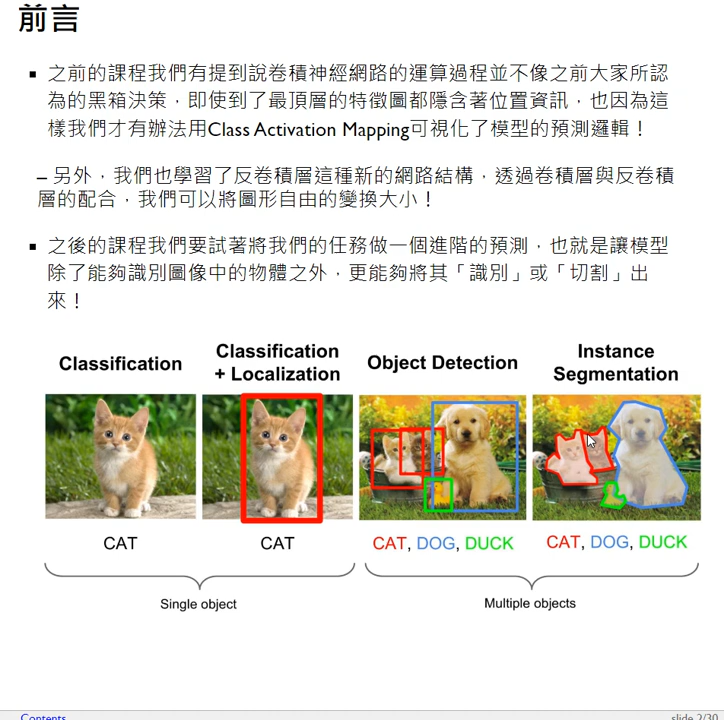 前言
▪ 之前的課程我們有提到說卷積神經網路的運算過程並不像之前大家所認
為的黑箱決策，即使到了最頂層的特徵圖都隱含著位置資訊，也因為這
樣我們才有辦法用Class Activation Mapping可視化了模型的預測邏輯！
– 另外，我們也學習了反卷積層這種新的網路結構，透過卷積層與反卷積
層的配合，我們可以將圖形自由的變換大小！
▪ 之後的課程我們要試著將我們的任務做一個進階的預測，也就是讓模型
除了能夠識別圖像中的物體之外，更能夠將其「識別」或「切割」出
來！
Classification
Classification
+ Localization
Object Detection
Instance
Segmentation
CAT
CAT
CAT, DOG, DUCK
CAT, DOG, DUCK
Single object
Multiple objects
Contents
slide 2/30